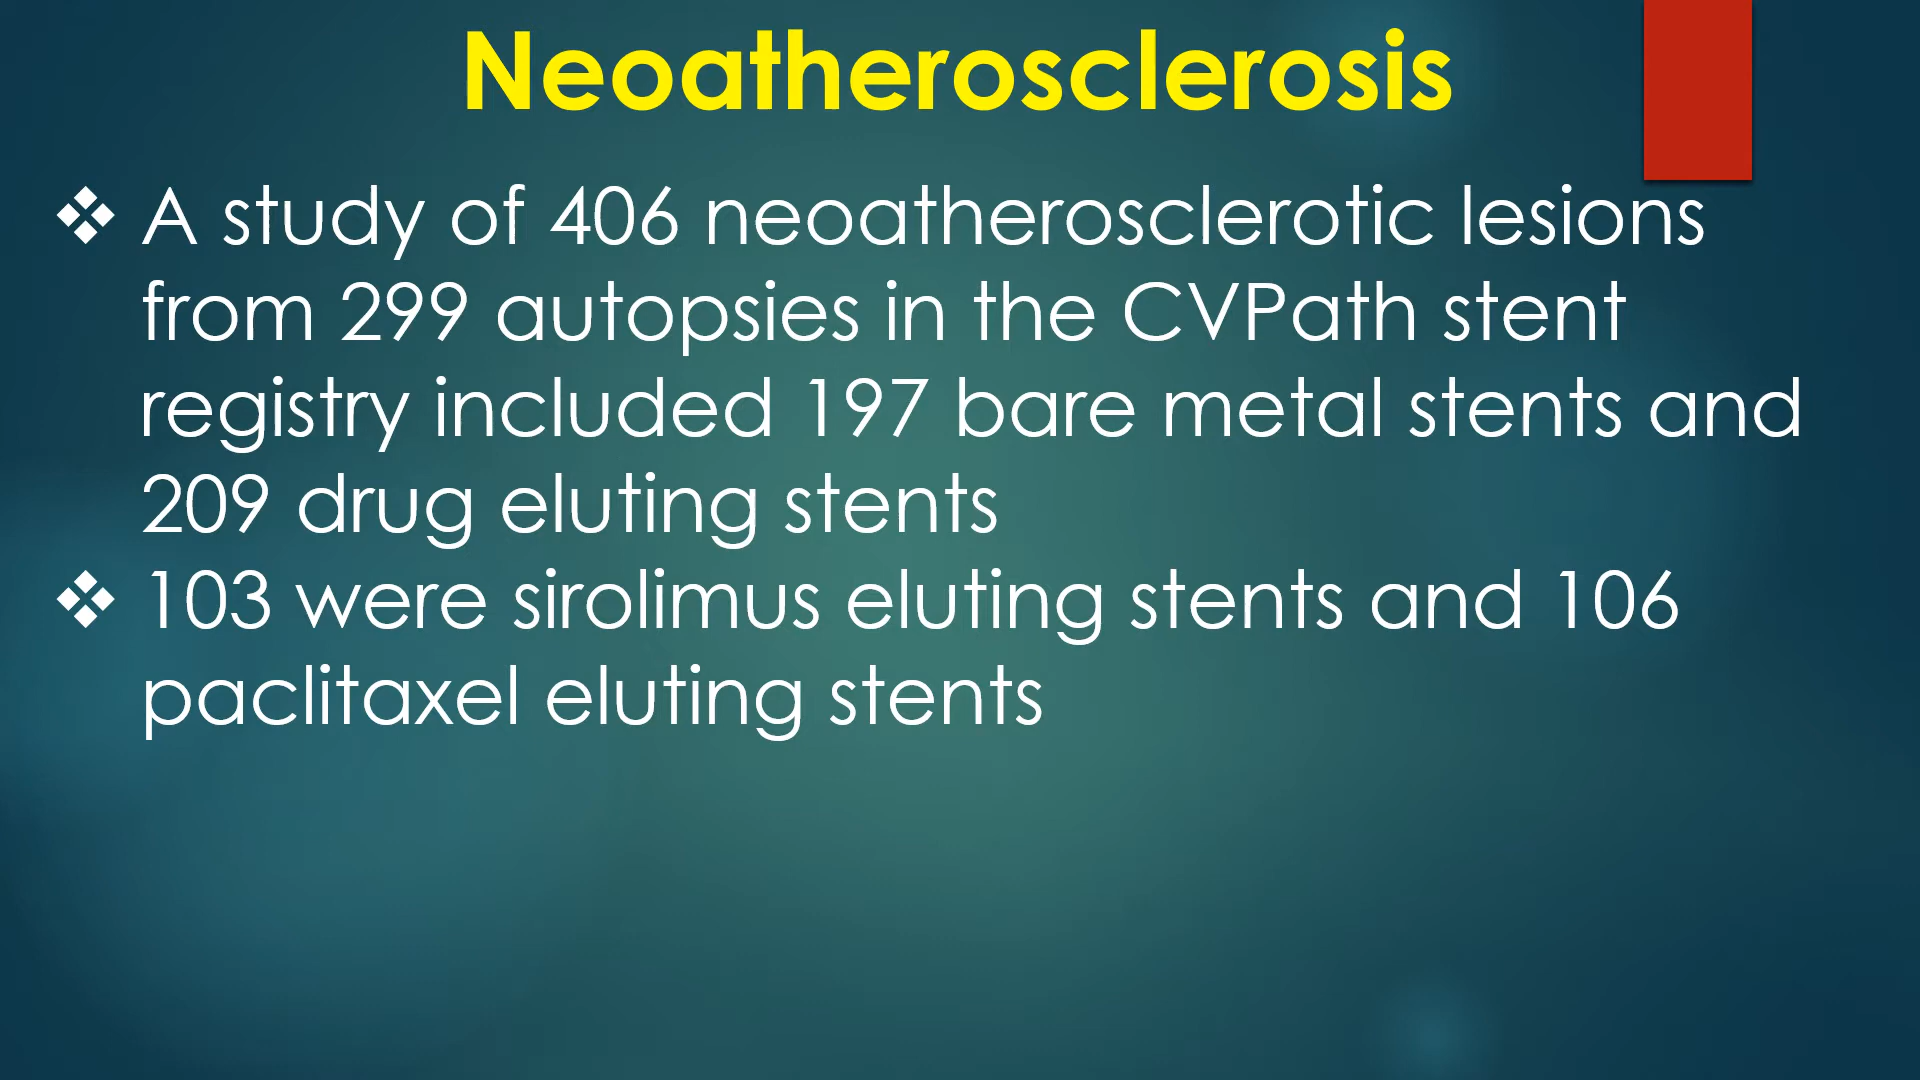 Neoatherosclerosis
❖ A study of 406 neoatherosclerotic lesions
from 299 autopsies in the CVPath stent
registry included 197 bare metal stents and
209 drug eluting stents
❖ 103 were sirolimus eluting stents and 106
paclitaxel eluting stents